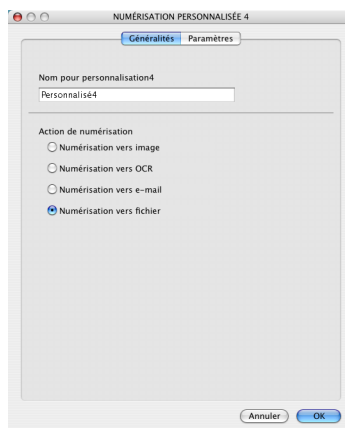 NUMÉRISATION PERSONNALISÉE 4
Généralités Paramètres
Nom pour personnalisation4
Personnalisé4
Action de numérisation
Numérisation vers image
Numérisation vers OCR
Numérisation vers e-mail
Numérisation vers fichier
Annuler OK